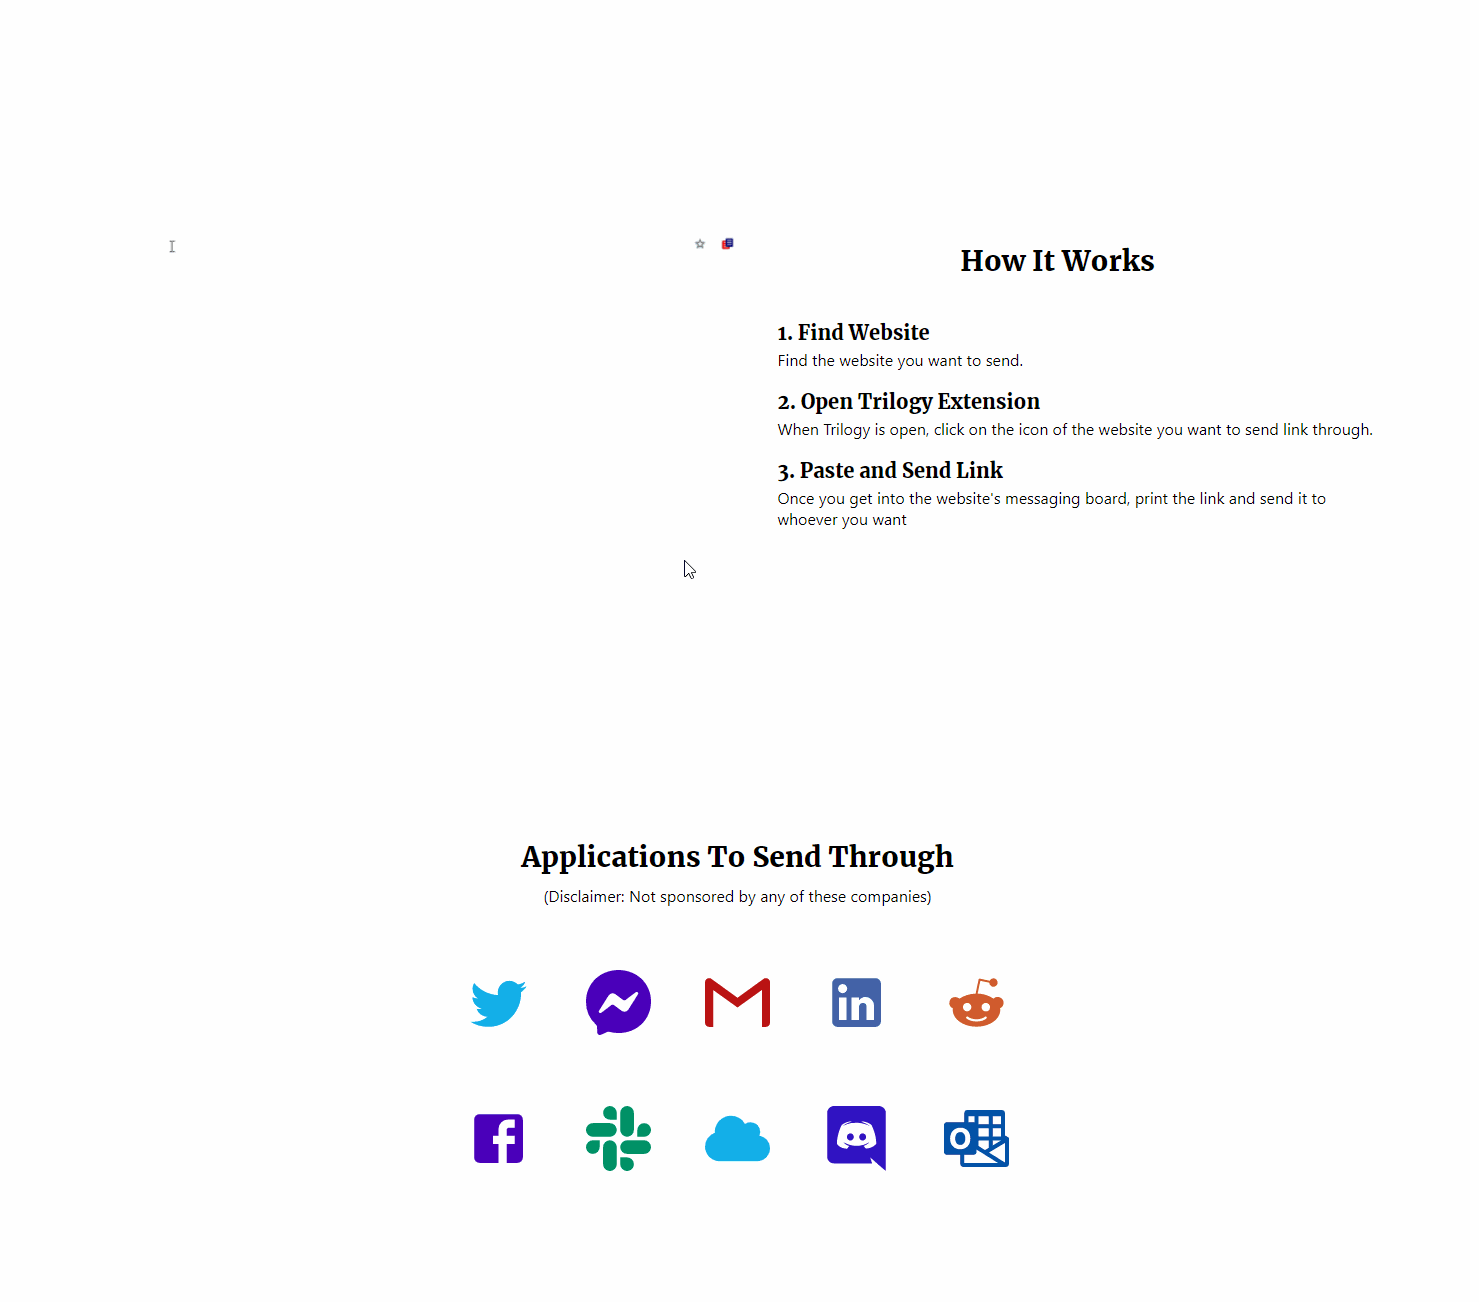 How It Works
1. Find Website
Find the website you want to send.
2. Open Trilogy Extension
When Trilogy is open, click on the icon of the website you want to send link through.
3. Paste and Send Link
Once you get into the website's messaging board, print the link and send it to
whoever you want
Applications To Send Through
(Disclaimer: Not sponsored by any of these companies)